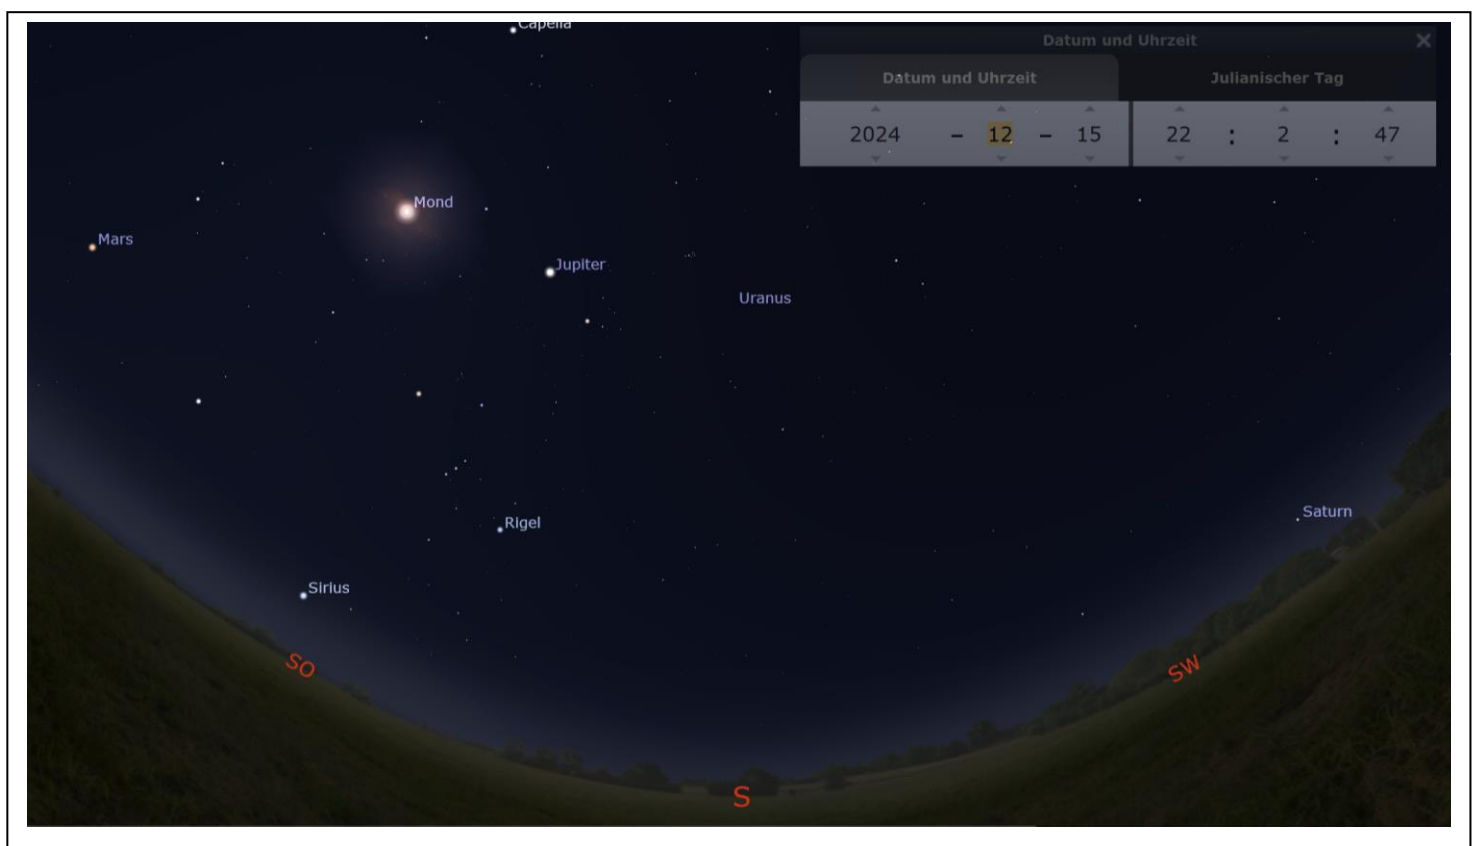 Capella
Datum und Uhrzeit
Datum und Uhrzeit Julianischer Tag
2024 - 12 - 15 22 : 2 : 47
Mond
Mars
Jupiter
Uranus
Saturn
Rigel
Sirius
SO
SW
S